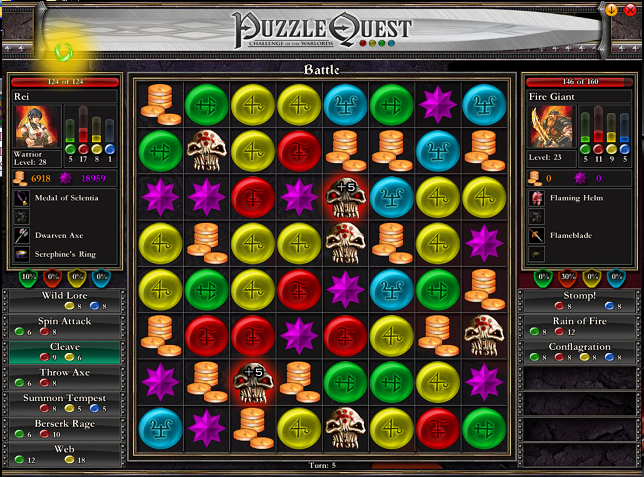 PUZZLE QUEST
CHALLENGE OF THE WARLORDS
Battle
124 of 124
Rei
Warrior
Level: 28
5 17 8 1
6918 18959
Medal of Selentia
Dwarven Axe
Serephine's Ring
10% 0% 0% 0%
Wild Lore
8 8
Spin Attack
6 8
Cleave
9 6
Throw Axe
6 8
Summon Tempest
8 5 5
Berserk Rage
6 10
Web
12 18
+5
+5
Turn: 5
146 of 160
Fire Giant
Level: 23
5 11 9 5
0 0
Flaming Helm
Flameblade
0% 30% 0% 0%
Stomp!
8 8
Rain of Fire
8 12
Conflagration
8 8 8 8